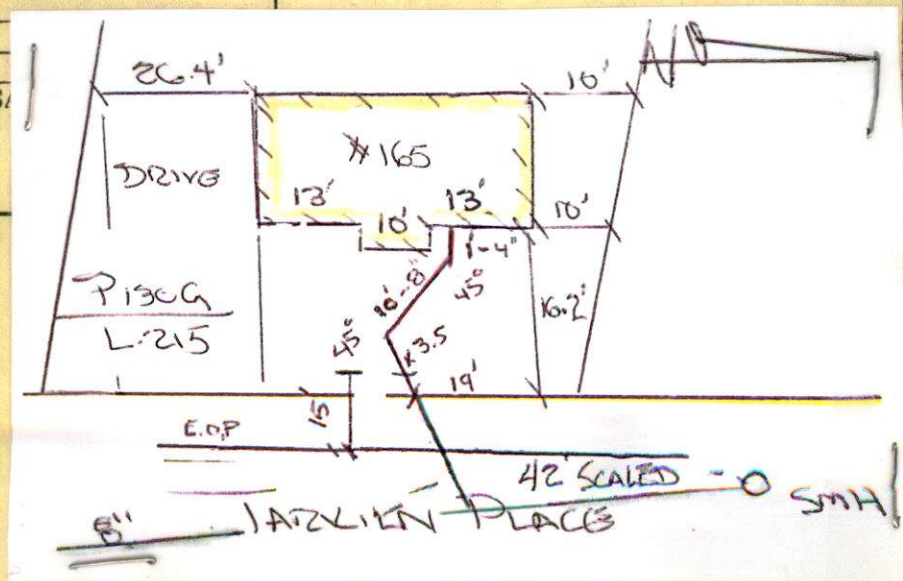 26.4'
10'
N
#165
DRIVE
13'
13'
10'
10'
1'-4"
10'-8"
45°
16.2'
P130G
L-215
45°
x3.5
19'
15'
E.O.P
42' SCALED
SMH
8"
PLACE